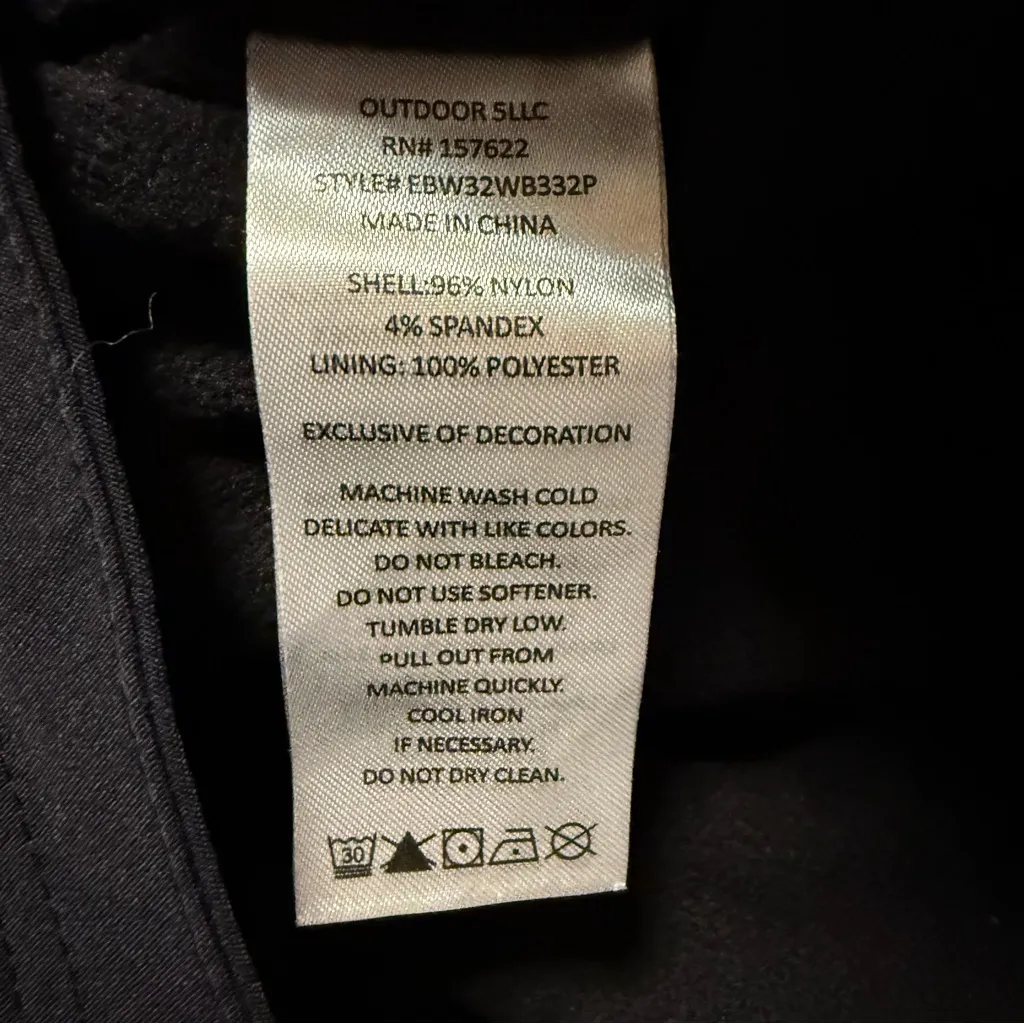 OUTDOOR 5LLC
RN# 157622
STYLE# EBW32WB332P
MADE IN CHINA
SHELL:96% NYLON
4% SPANDEX
LINING: 100% POLYESTER
EXCLUSIVE OF DECORATION
MACHINE WASH COLD
DELICATE WITH LIKE COLORS.
DO NOT BLEACH.
DO NOT USE SOFTENER.
TUMBLE DRY LOW.
PULL OUT FROM
MACHINE QUICKLY.
COOL IRON
IF NECESSARY.
DO NOT DRY CLEAN.
30